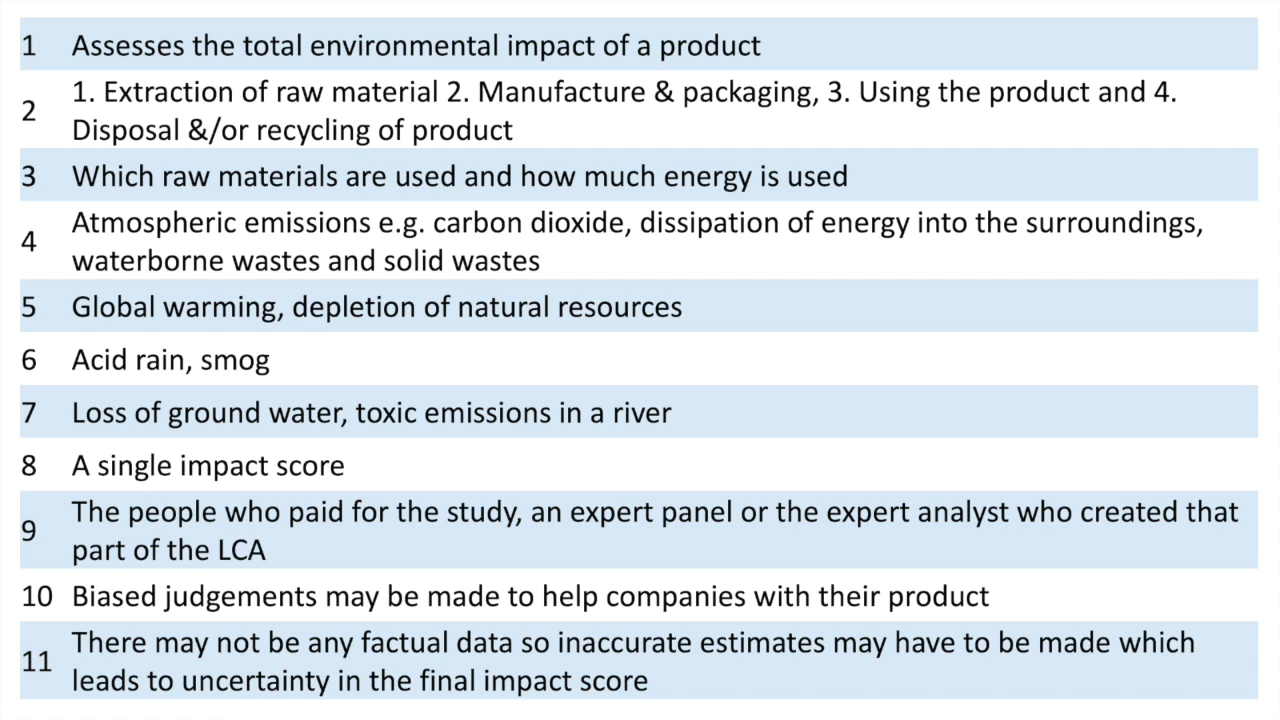 1 Assesses the total environmental impact of a product
1. Extraction of raw material 2. Manufacture & packaging, 3. Using the product and 4.
2
Disposal &/or recycling of product
3 Which raw materials are used and how much energy is used
Atmospheric emissions e.g. carbon dioxide, dissipation of energy into the surroundings,
4
waterborne wastes and solid wastes
5 Global warming, depletion of natural resources
6 Acid rain, smog
7 Loss of ground water, toxic emissions in a river
8 A single impact score
The people who paid for the study, an expert panel or the expert analyst who created that
9
part of the LCA
10 Biased judgements may be made to help companies with their product
There may not be any factual data so inaccurate estimates may have to be made which
11
leads to uncertainty in the final impact score